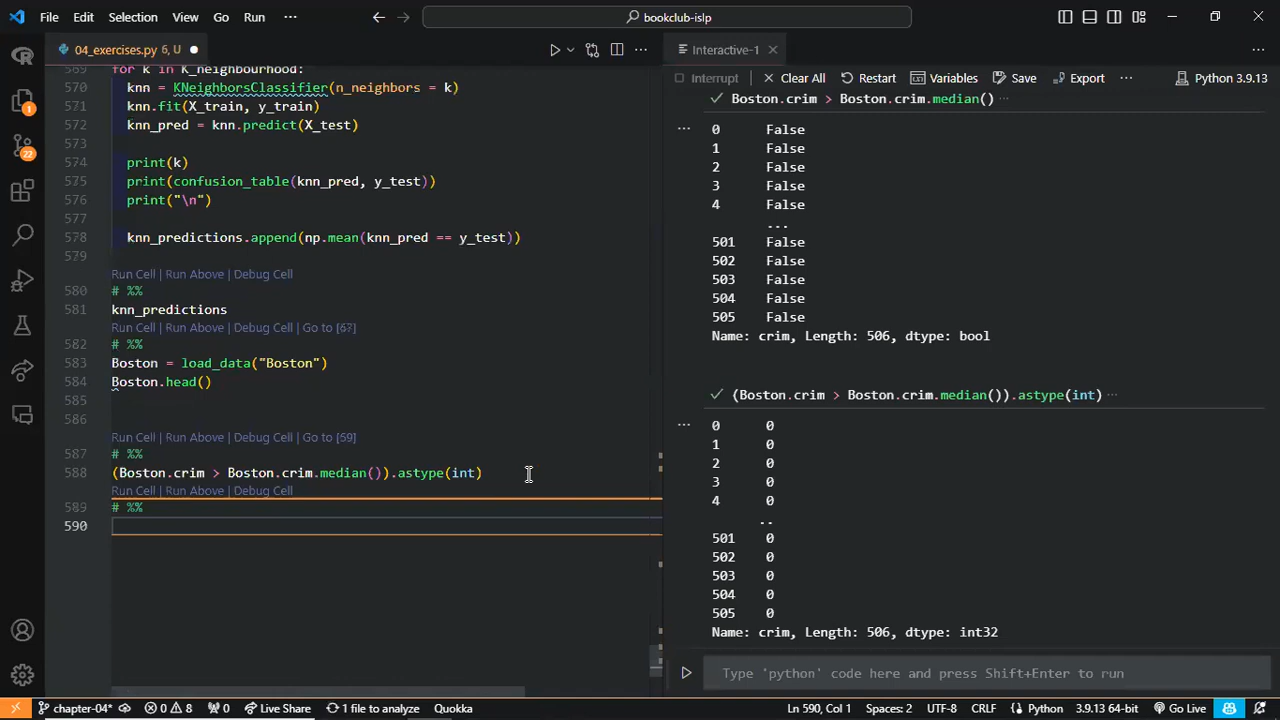 File Edit Selection View Go Run ··· bookclub-islp
04_exercises.py 6, U
Interactive-1
Interrupt Clear All Restart Variables Save Export ··· Python 3.9.13
569 for k in K_neighbourhood:
570 knn = KNeighborsClassifier(n_neighbors = k)
571 knn.fit(X_train, y_train)
572 knn_pred = knn.predict(X_test)
573
574 print(k)
575 print(confusion_table(knn_pred, y_test))
576 print("\n")
577
578 knn_predictions.append(np.mean(knn_pred == y_test))
579
Run Cell | Run Above | Debug Cell
580 # %%
581 knn_predictions
Run Cell | Run Above | Debug Cell | Go to [67]
582 # %%
583 Boston = load_data("Boston")
584 Boston.head()
585
586
Run Cell | Run Above | Debug Cell | Go to [59]
587 # %%
588 (Boston.crim > Boston.crim.median()).astype(int)
Run Cell | Run Above | Debug Cell
589 # %%
590
Boston.crim > Boston.crim.median() ···
0 False
1 False
2 False
3 False
4 False
...
501 False
502 False
503 False
504 False
505 False
Name: crim, Length: 506, dtype: bool
(Boston.crim > Boston.crim.median()).astype(int) ···
0 0
1 0
2 0
3 0
4 0
..
501 0
502 0
503 0
504 0
505 0
Name: crim, Length: 506, dtype: int32
Type 'python' code here and press Shift+Enter to run
1
22
chapter-04* 0 8 0 Live Share 1 file to analyze Quokka Ln 590, Col 1 Spaces: 2 UTF-8 CRLF Python 3.9.13 64-bit Go Live